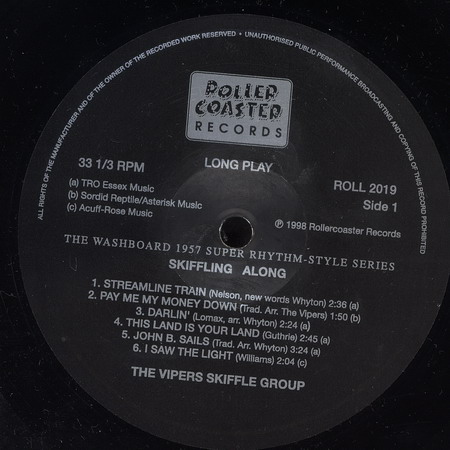 ALL RIGHTS OF THE MANUFACTURER AND OF THE OWNER OF THE RECORDED WORK RESERVED • UNAUTHORISED PUBLIC PERFORMANCE BROADCASTING AND COPYING OF THIS RECORD PROHIBITED
ROLLER
COASTER
RECORDS
33 1/3 RPM
LONG PLAY
ROLL 2019
Side 1
(a) TRO Essex Music
(b) Sordid Reptile/Asterisk Music
(c) Acuff-Rose Music
℗ 1998 Rollercoaster Records
THE WASHBOARD 1957 SUPER RHYTHM-STYLE SERIES
SKIFFLING ALONG
1. STREAMLINE TRAIN (Nelson, new words Whyton) 2:36 (a)
2. PAY ME MY MONEY DOWN (Trad. Arr. The Vipers) 1:50 (b)
3. DARLIN' (Lomax, arr. Whyton) 2:24 (a)
4. THIS LAND IS YOUR LAND (Guthrie) 2:45 (a)
5. JOHN B. SAILS (Trad. Arr. Whyton) 3:24 (a)
6. I SAW THE LIGHT (Williams) 2:04 (c)
THE VIPERS SKIFFLE GROUP